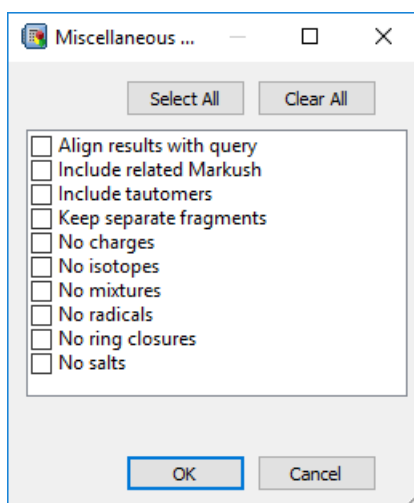 Miscellaneous ...
Select All
Clear All
Align results with query
Include related Markush
Include tautomers
Keep separate fragments
No charges
No isotopes
No mixtures
No radicals
No ring closures
No salts
OK
Cancel